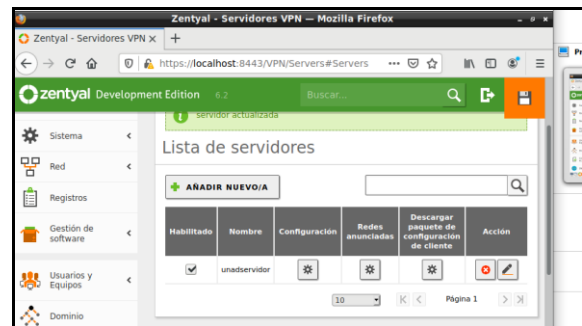 Zentyal - Servidores VPN — Mozilla Firefox
Zentyal - Servidores VPN
https://localhost:8443/VPN/Servers#Servers
zentyal Development Edition 6.2
Buscar...
servidor actualizada
Lista de servidores
AÑADIR NUEVO/A
Sistema
Red
Registros
Gestión de
software
Usuarios y
Equipos
Dominio
Habilitado Nombre Configuración Redes
anunciadas Descargar
paquete de
configuración
de cliente Acción
unadservidor
10 Página 1
Pr